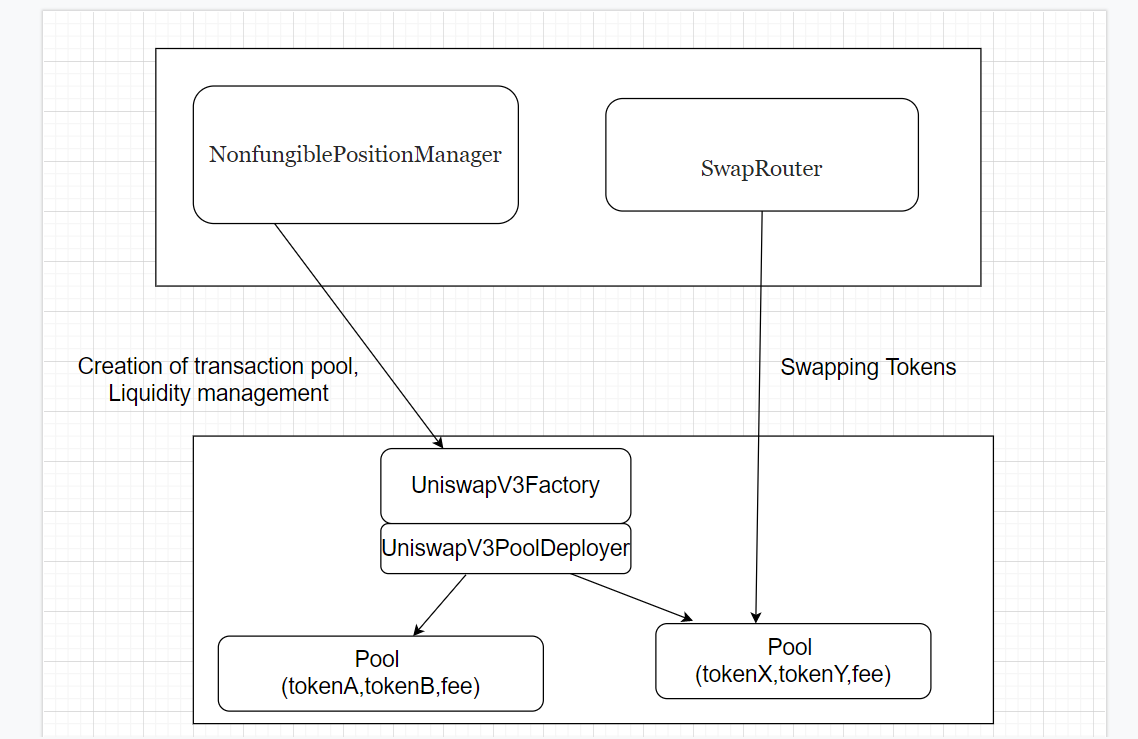 NonfungiblePositionManager
SwapRouter
Creation of transaction pool,
Liquidity management
Swapping Tokens
UniswapV3Factory
UniswapV3PoolDeployer
Pool
(tokenA,tokenB,fee)
Pool
(tokenX,tokenY,fee)